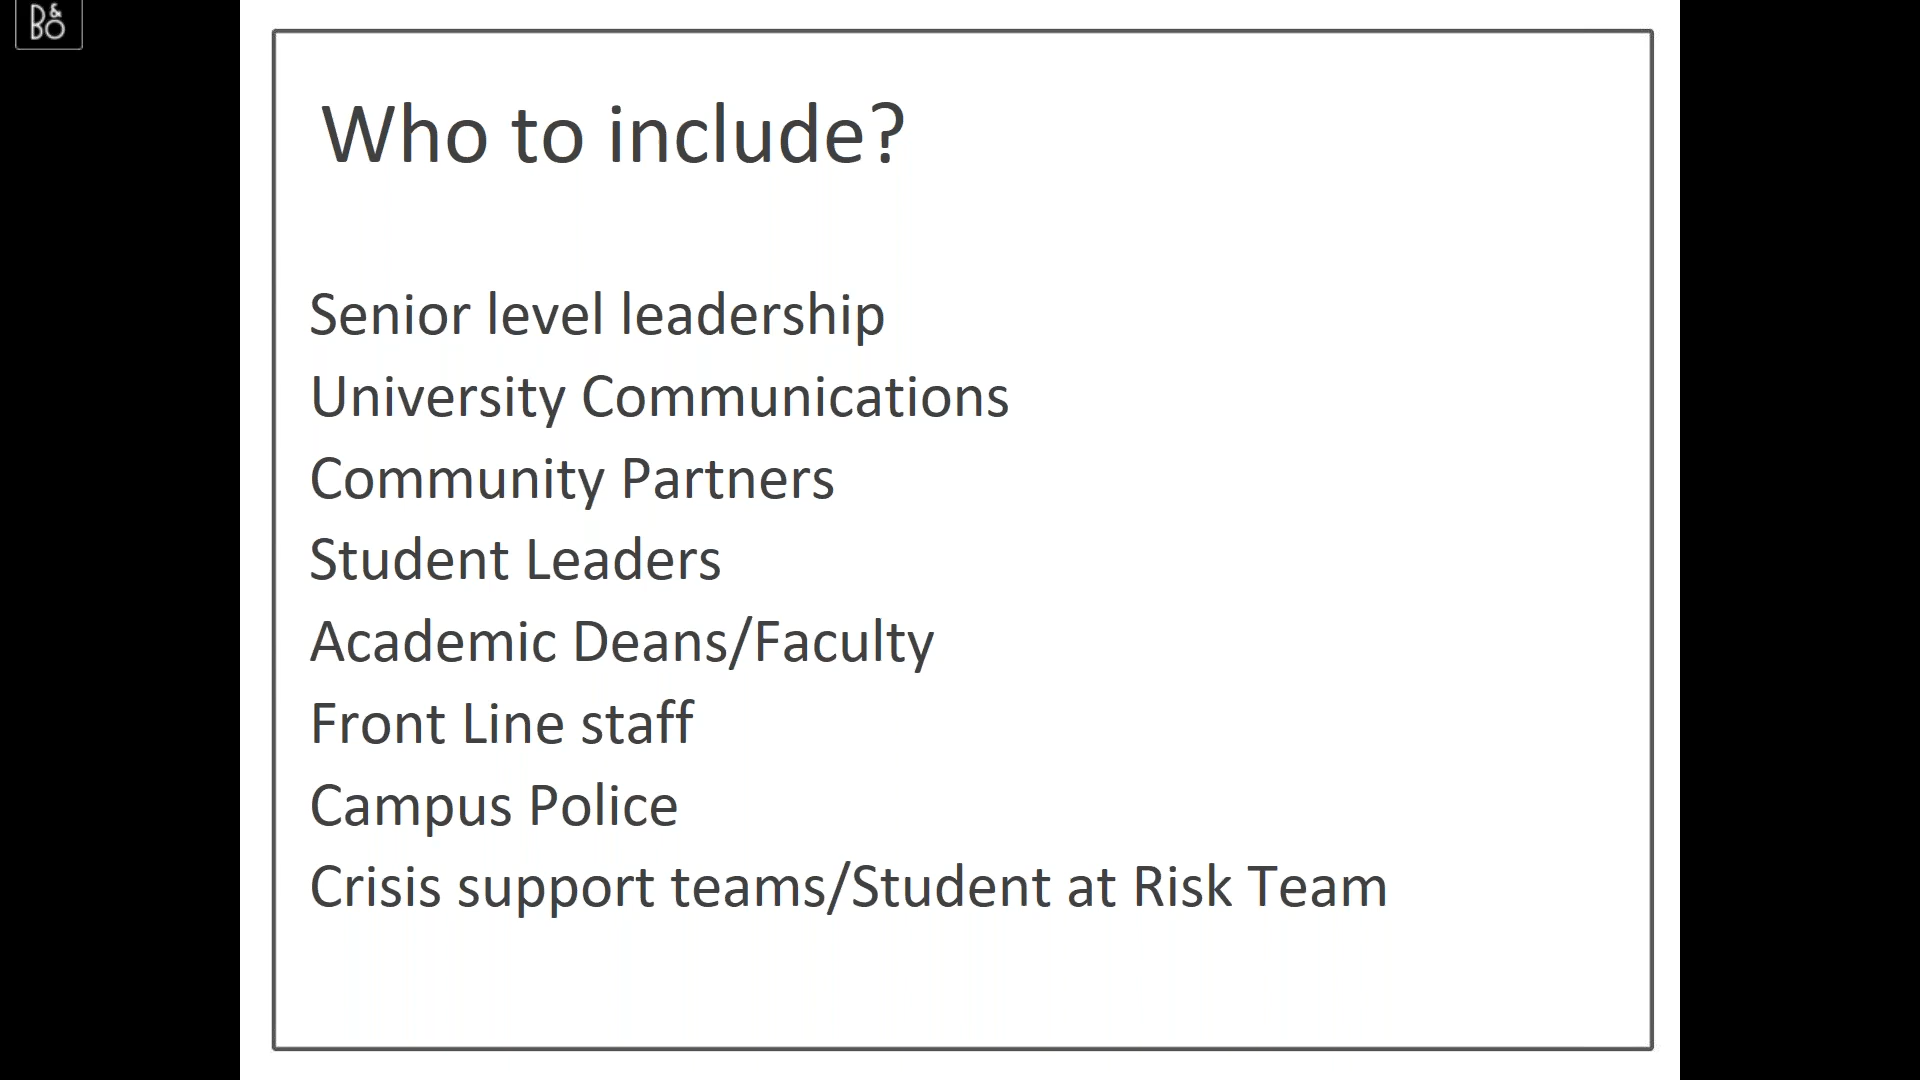 B&O
Who to include?
Senior level leadership
University Communications
Community Partners
Student Leaders
Academic Deans/Faculty
Front Line staff
Campus Police
Crisis support teams/Student at Risk Team